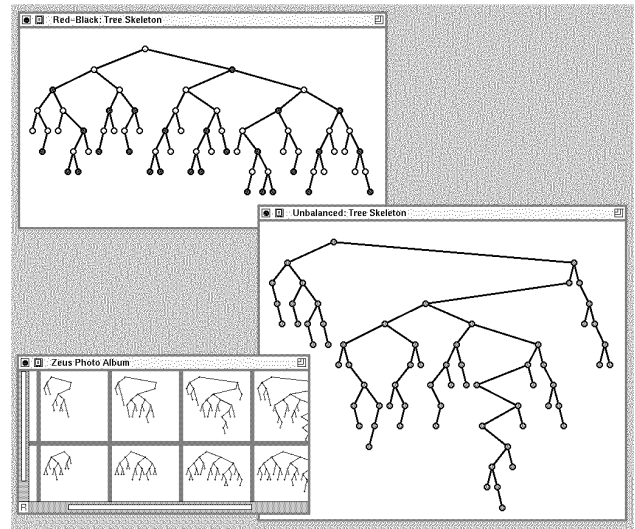 Red-Black: Tree Skeleton
Unbalanced: Tree Skeleton
Zeus Photo Album
R